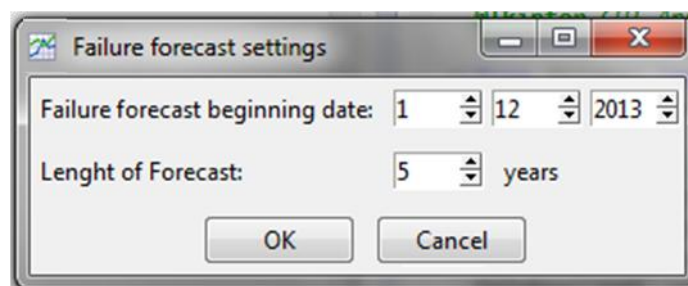 Failure forecast settings
Failure forecast beginning date: 1 12 2013
Lenght of Forecast: 5 years
OK Cancel